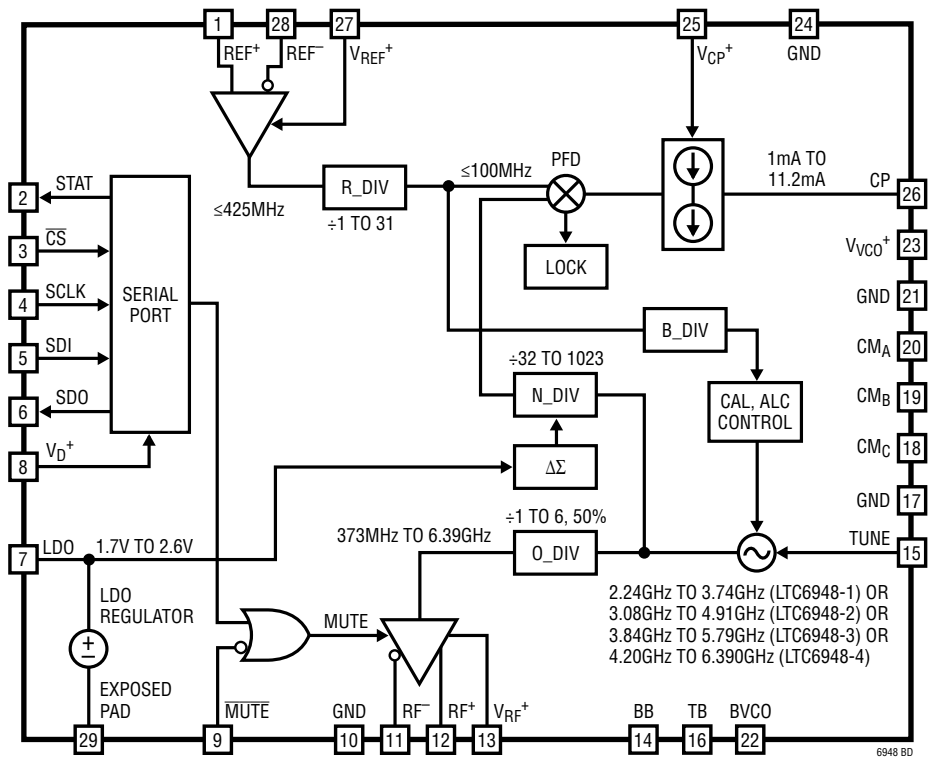 1
28
27
25
24
REF+
REF–
VREF+
VCP+
GND
≤425MHz
R_DIV
÷1 TO 31
≤100MHz
PFD
LOCK
1mA TO
11.2mA
CP
26
2
STAT
3
CS
4
SCLK
5
SDI
6
SDO
8
VD+
SERIAL
PORT
VVCO+
23
GND
21
CMA
20
CMB
19
CMC
18
GND
17
TUNE
15
B_DIV
CAL, ALC
CONTROL
÷32 TO 1023
N_DIV
ΔΣ
÷1 TO 6, 50%
O_DIV
373MHz TO 6.39GHz
7
LDO
1.7V TO 2.6V
LDO
REGULATOR
EXPOSED
PAD
MUTE
2.24GHz TO 3.74GHz (LTC6948-1) OR
3.08GHz TO 4.91GHz (LTC6948-2) OR
3.84GHz TO 5.79GHz (LTC6948-3) OR
4.20GHz TO 6.390GHz (LTC6948-4)
MUTE
GND
RF–
RF+
VRF+
BB
TB
BVCO
29
9
10
11
12
13
14
16
22
6948 BD